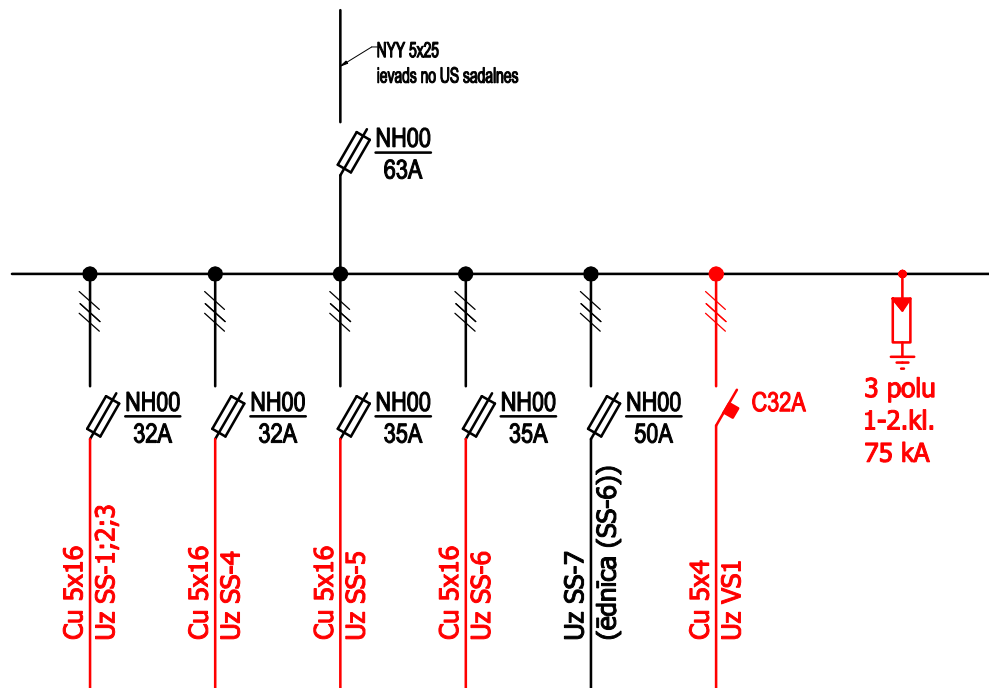 NYY 5x25
ievads no US sadalnes
NH00
63A
NH00
32A
NH00
32A
NH00
35A
NH00
35A
NH00
50A
C32A
3 polu
1-2.kl.
75 kA
Cu 5x16
Uz SS-1;2;3
Cu 5x16
Uz SS-4
Cu 5x16
Uz SS-5
Cu 5x16
Uz SS-6
Uz SS-7
(ēdnīca (SS-6))
Cu 5x4
Uz VS1